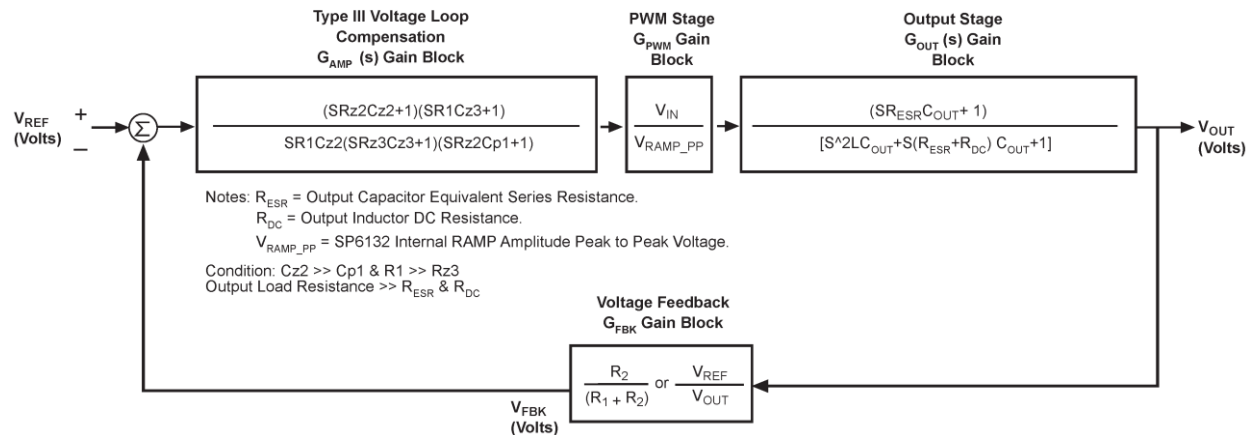 Type III Voltage Loop
Compensation
G_AMP (s) Gain Block
PWM Stage
G_PWM Gain
Block
Output Stage
G_OUT (s) Gain
Block
V_REF
(Volts)
+
−
Σ
(SRz2Cz2+1)(SR1Cz3+1)
SR1Cz2(SRz3Cz3+1)(SRz2Cp1+1)
V_IN
V_RAMP_PP
(SR_ESRC_OUT+ 1)
[S^2LC_OUT+S(R_ESR+R_DC) C_OUT+1]
V_OUT
(Volts)
Notes: R_ESR = Output Capacitor Equivalent Series Resistance.
R_DC = Output Inductor DC Resistance.
V_RAMP_PP = SP6132 Internal RAMP Amplitude Peak to Peak Voltage.
Condition: Cz2 >> Cp1 & R1 >> Rz3
Output Load Resistance >> R_ESR & R_DC
Voltage Feedback
G_FBK Gain Block
R_2
(R_1 + R_2)
or
V_REF
V_OUT
V_FBK
(Volts)